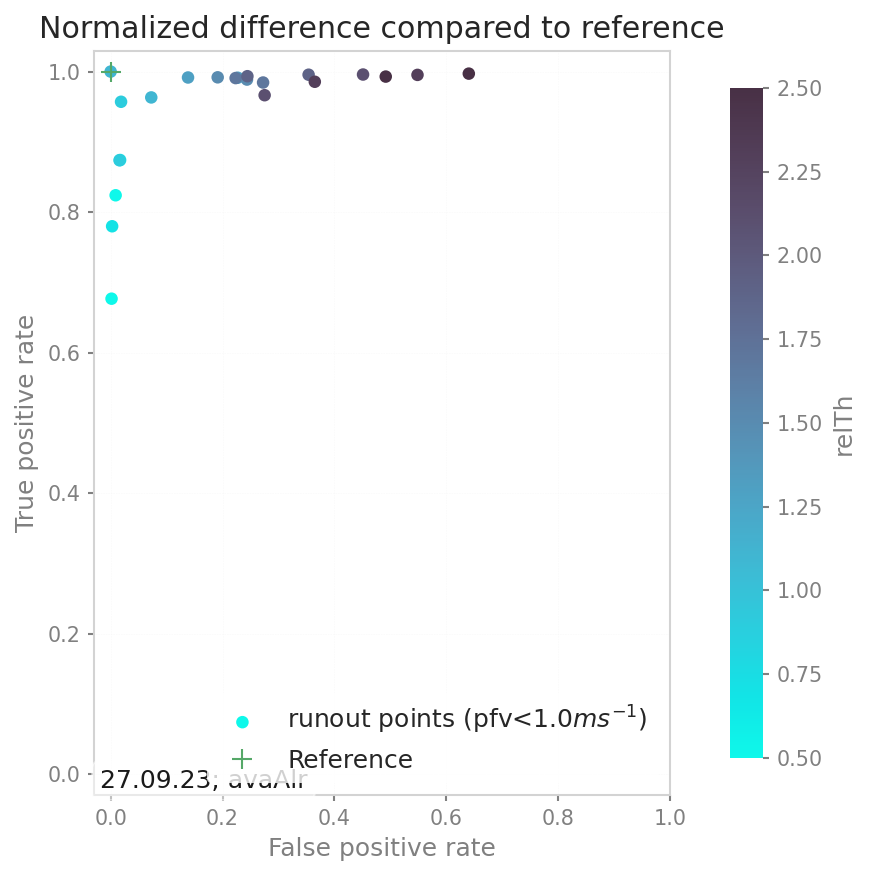 Normalized difference compared to reference
1.0
0.8
0.6
0.4
0.2
0.0
True positive rate
0.0 0.2 0.4 0.6 0.8 1.0
False positive rate
runout points (pfv<1.0ms⁻¹)
Reference
27.09.23; avaAlr
2.50
2.25
2.00
1.75
1.50
1.25
1.00
0.75
0.50
relTh